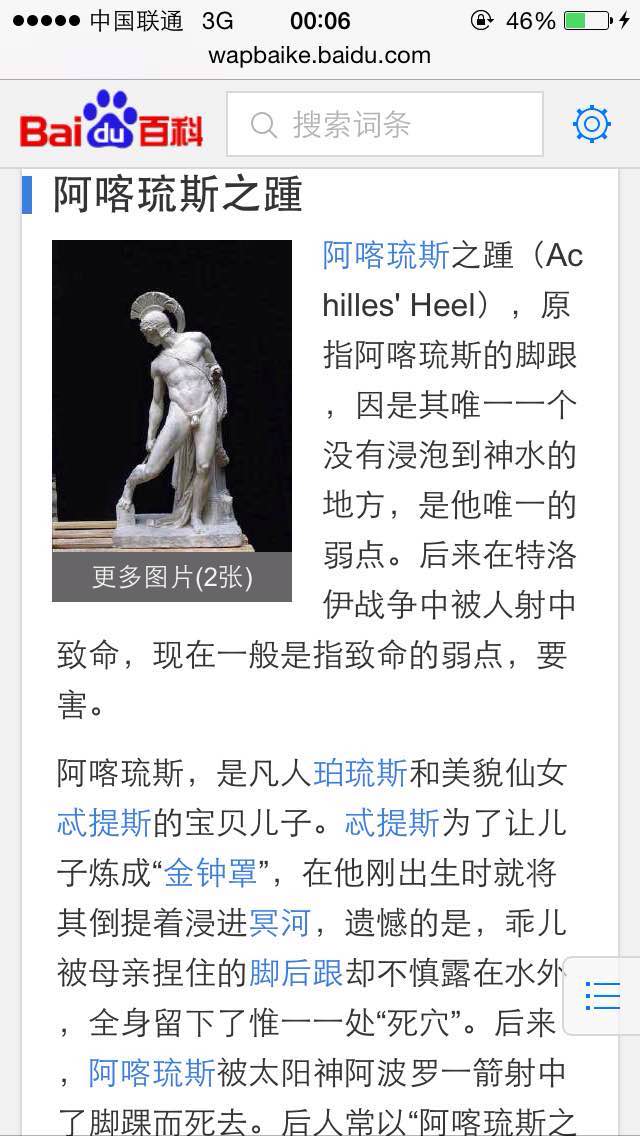 中国联通 3G 00:06 46%
wapbaike.baidu.com
Bai du 百科 搜索词条
阿喀琉斯之踵
阿喀琉斯之踵（Ac
hilles' Heel），原
指阿喀琉斯的脚跟
，因是其唯一一个
没有浸泡到神水的
地方，是他唯一的
弱点。后来在特洛
伊战争中被人射中
更多图片(2张)
致命，现在一般是指致命的弱点，要
害。
阿喀琉斯，是凡人珀琉斯和美貌仙女
忒提斯的宝贝儿子。忒提斯为了让儿
子炼成“金钟罩”，在他刚出生时就将
其倒提着浸进冥河，遗憾的是，乖儿
被母亲捏住的脚后跟却不慎露在水外
，全身留下了惟一一处“死穴”。后来
，阿喀琉斯被太阳神阿波罗一箭射中
了脚踝而死去。后人常以“阿喀琉斯之